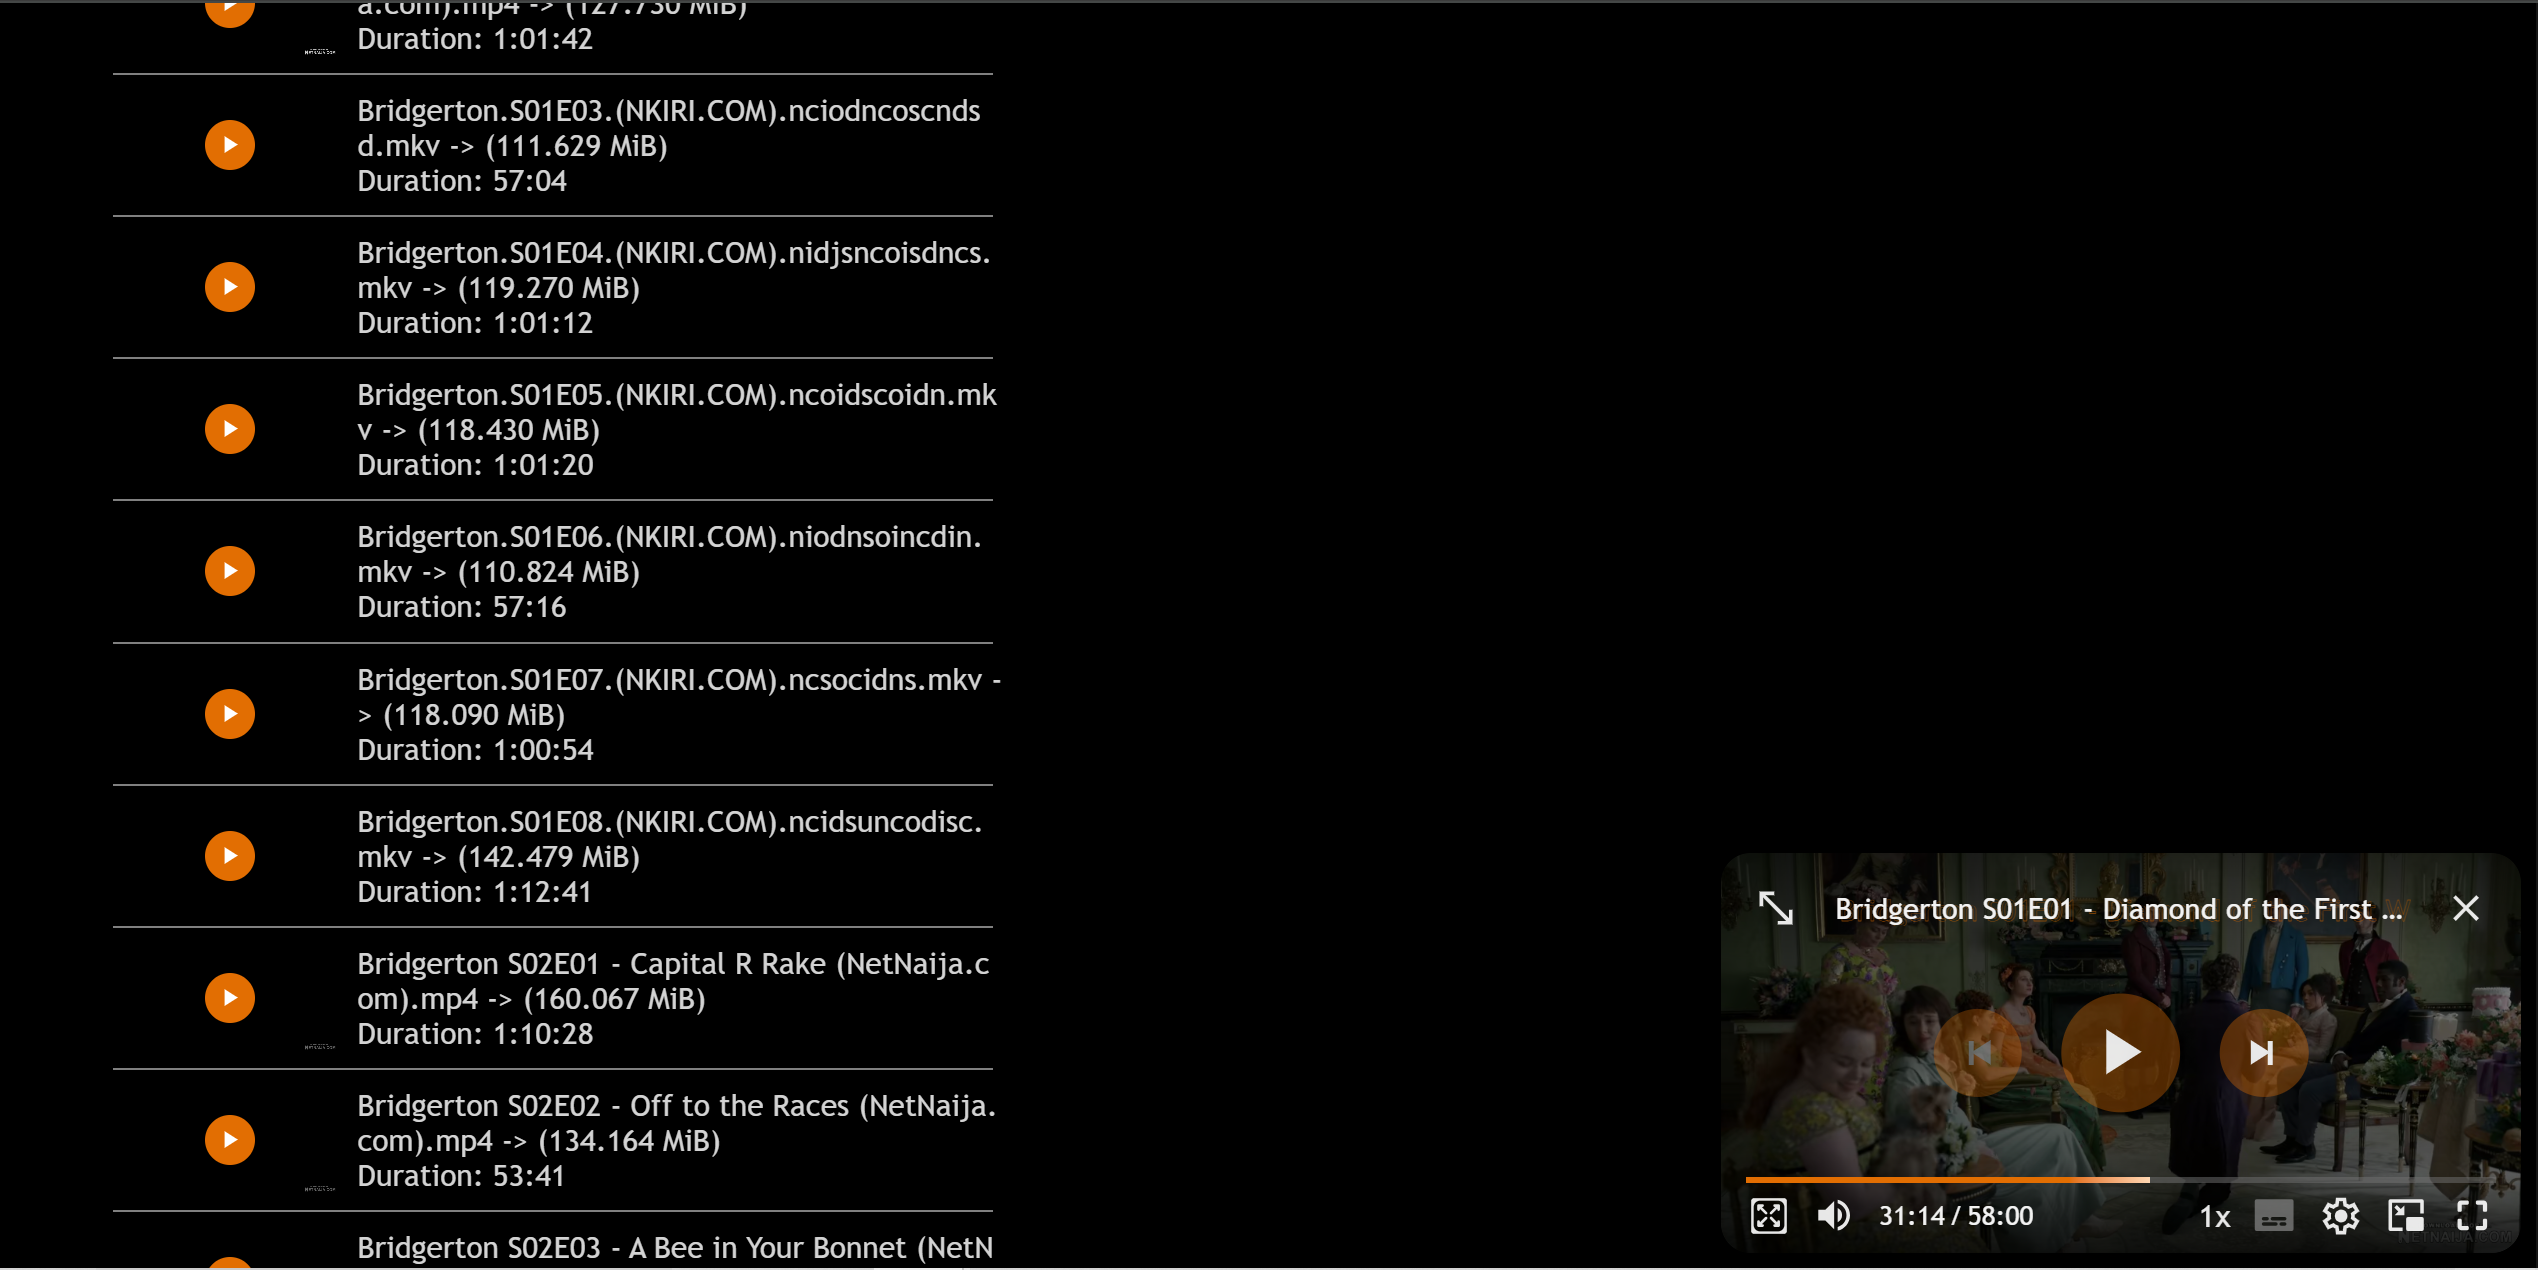 a.com).mp4 -> (127.730 MiB)
Duration: 1:01:42
Bridgerton.S01E03.(NKIRI.COM).nciodncoscnds
d.mkv -> (111.629 MiB)
Duration: 57:04
Bridgerton.S01E04.(NKIRI.COM).nidjsncoisdncs.
mkv -> (119.270 MiB)
Duration: 1:01:12
Bridgerton.S01E05.(NKIRI.COM).ncoidscoidn.mk
v -> (118.430 MiB)
Duration: 1:01:20
Bridgerton.S01E06.(NKIRI.COM).niodnsoincdin.
mkv -> (110.824 MiB)
Duration: 57:16
Bridgerton.S01E07.(NKIRI.COM).ncsocidns.mkv -
> (118.090 MiB)
Duration: 1:00:54
Bridgerton.S01E08.(NKIRI.COM).ncidsuncodisc.
mkv -> (142.479 MiB)
Duration: 1:12:41
Bridgerton S02E01 - Capital R Rake (NetNaija.c
om).mp4 -> (160.067 MiB)
Duration: 1:10:28
Bridgerton S02E02 - Off to the Races (NetNaija.
com).mp4 -> (134.164 MiB)
Duration: 53:41
Bridgerton S02E03 - A Bee in Your Bonnet (NetN
Bridgerton S01E01 - Diamond of the First ...
31:14 / 58:00
1x
NETNAIJA.COM